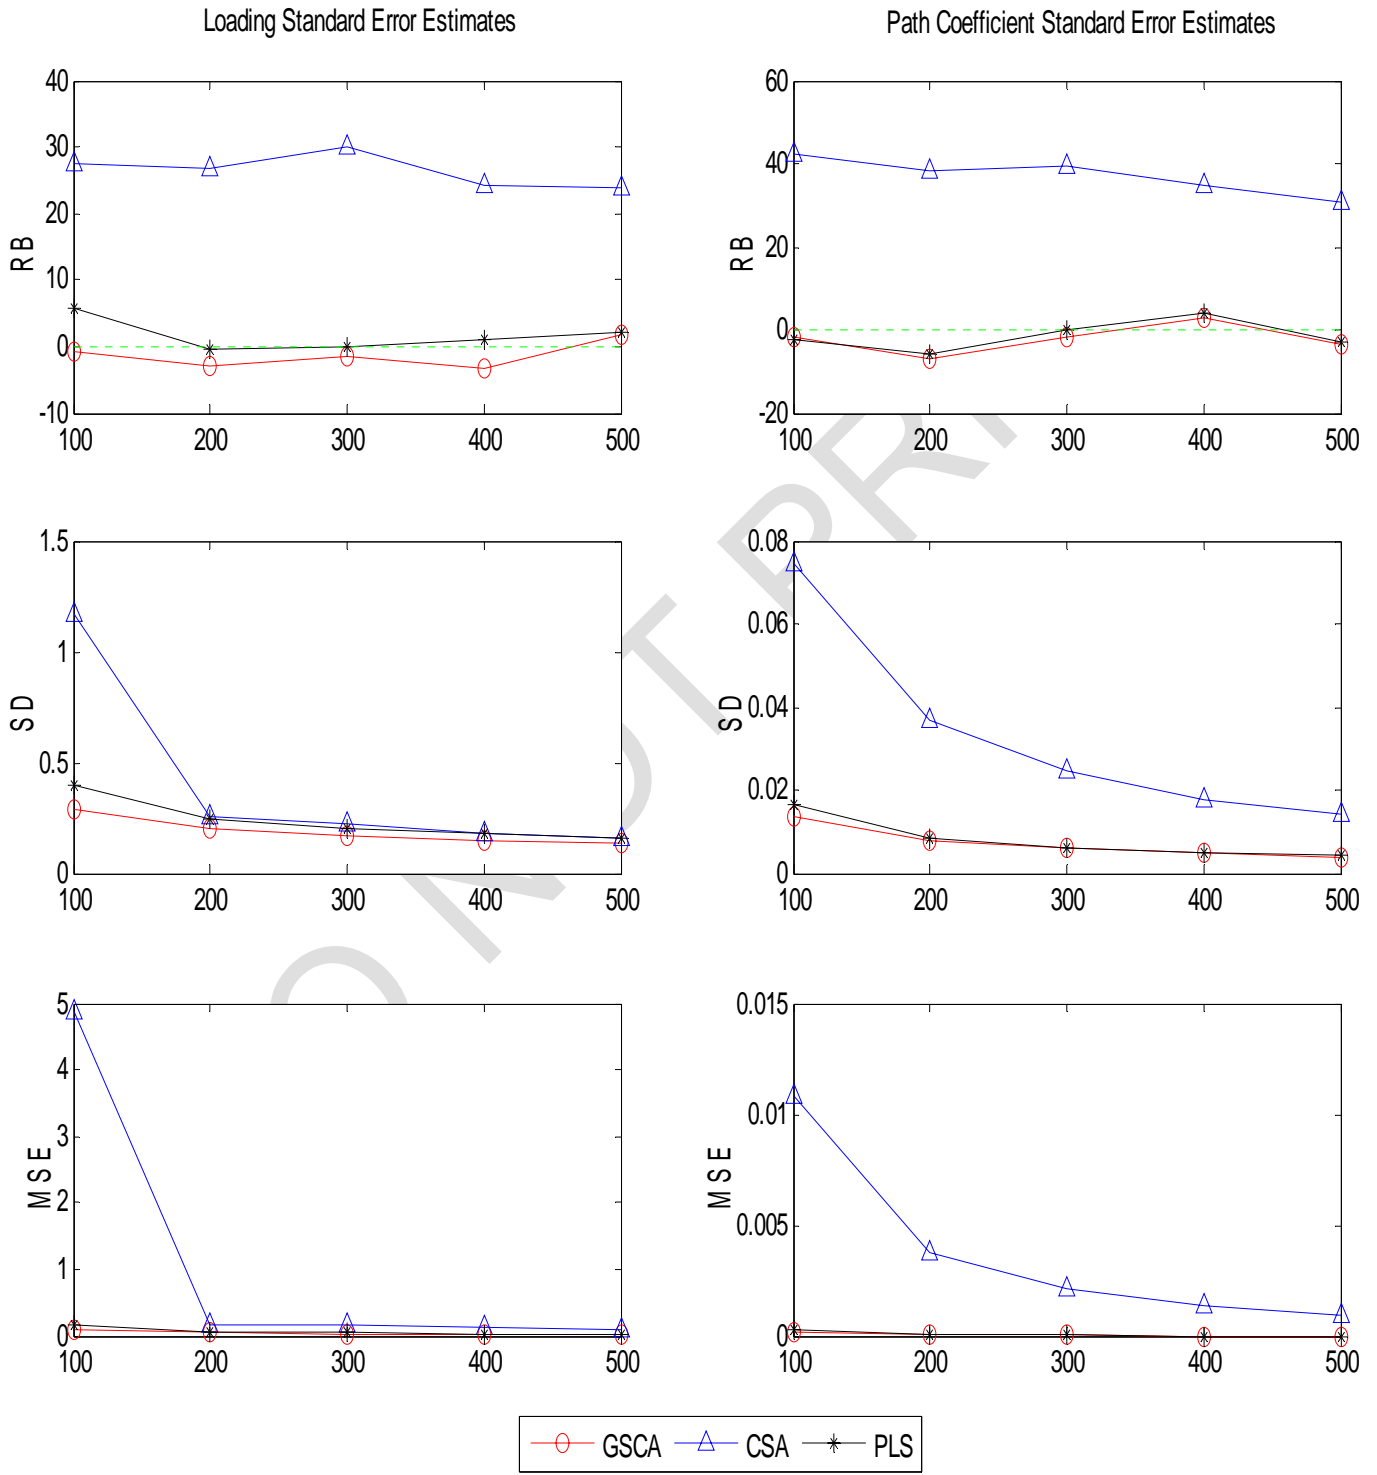 Loading Standard Error Estimates
Path Coefficient Standard Error Estimates
40
30
20
10
0
-10
RB
100 200 300 400 500
60
40
20
0
-20
RB
100 200 300 400 500
1.5
1
0.5
0
SD
100 200 300 400 500
0.08
0.06
0.04
0.02
0
SD
100 200 300 400 500
5
4
3
2
1
0
MSE
100 200 300 400 500
0.015
0.01
0.005
0
MSE
100 200 300 400 500
GSCA CSA PLS
O NOT PR